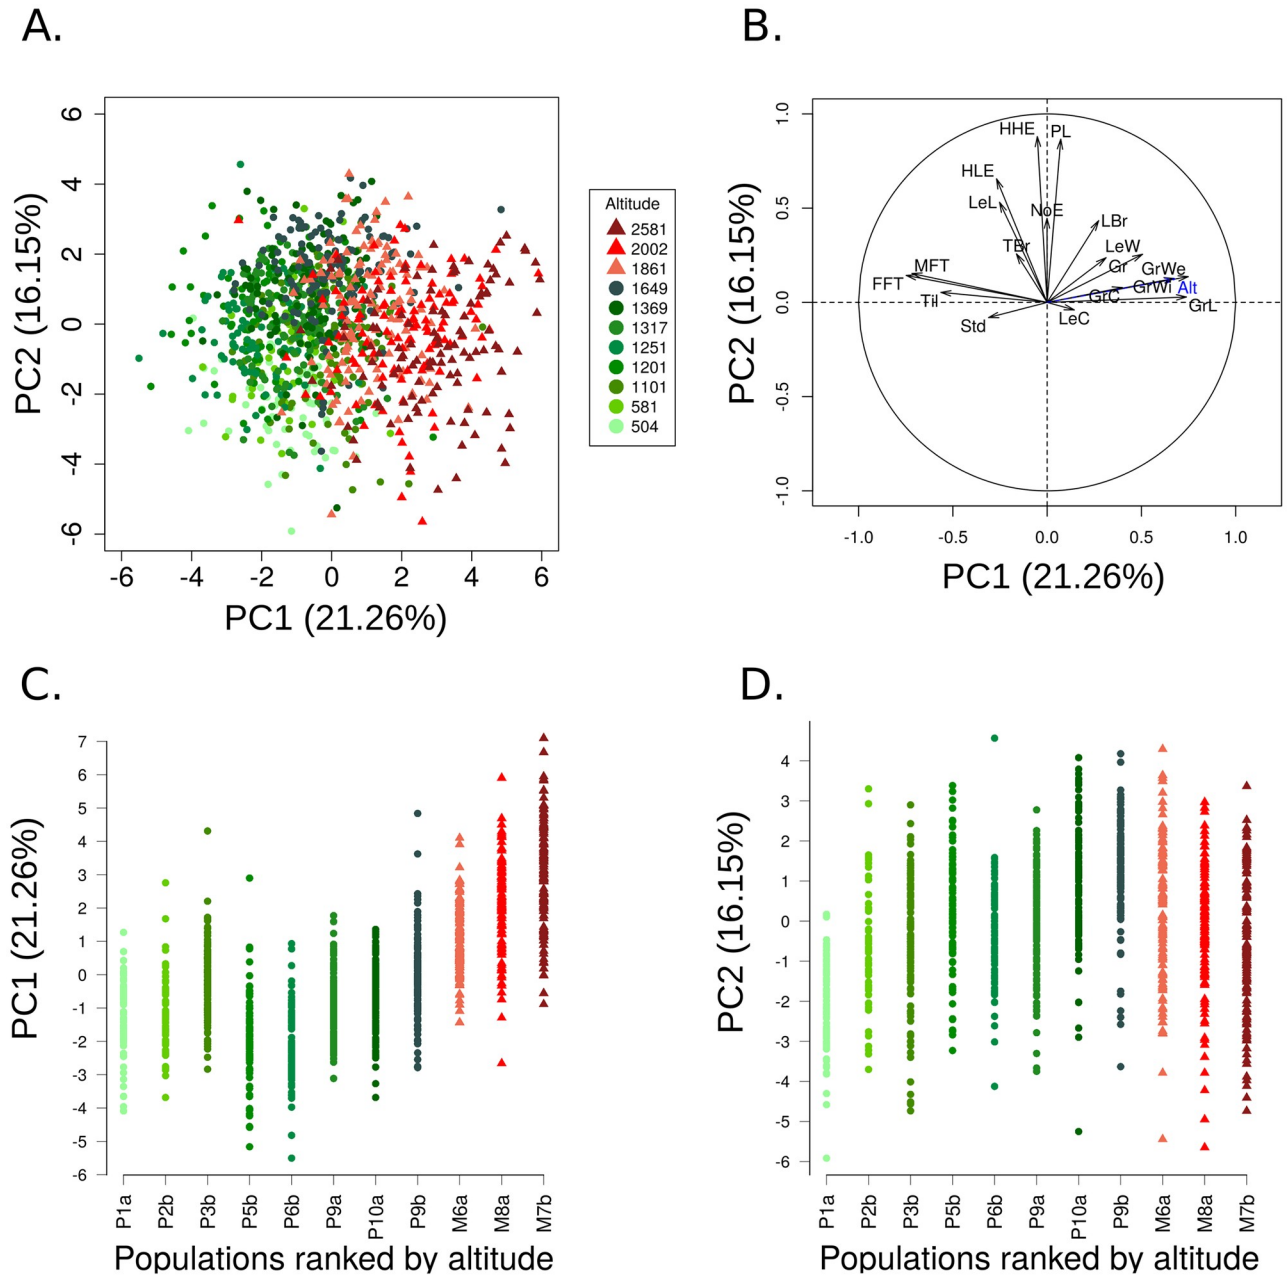 A.
B.
6
4
2
0
-2
-4
-6
-6 -4 -2 0 2 4 6
PC1 (21.26%)
PC2 (16.15%)
Altitude
2581
2002
1861
1649
1369
1317
1251
1201
1101
581
504
1.0
0.5
0.0
-0.5
-1.0
-1.0 -0.5 0.0 0.5 1.0
PC1 (21.26%)
PC2 (16.15%)
HHE PL
HLE
LeL
NoE
LBr
TBr
LeW
Gr
MFT
GrWe
FFT
GrWi
Alt
Til
GrC
GrL
Std
LeC
C.
D.
7
6
5
4
3
2
1
0
-1
-2
-3
-4
-5
-6
PC1 (21.26%)
P1a P2b P3b P5b P6b P9a P10a P9b M6a M8a M7b
Populations ranked by altitude
4
3
2
1
0
-1
-2
-3
-4
-5
-6
PC2 (16.15%)
P1a P2b P3b P5b P6b P9a P10a P9b M6a M8a M7b
Populations ranked by altitude